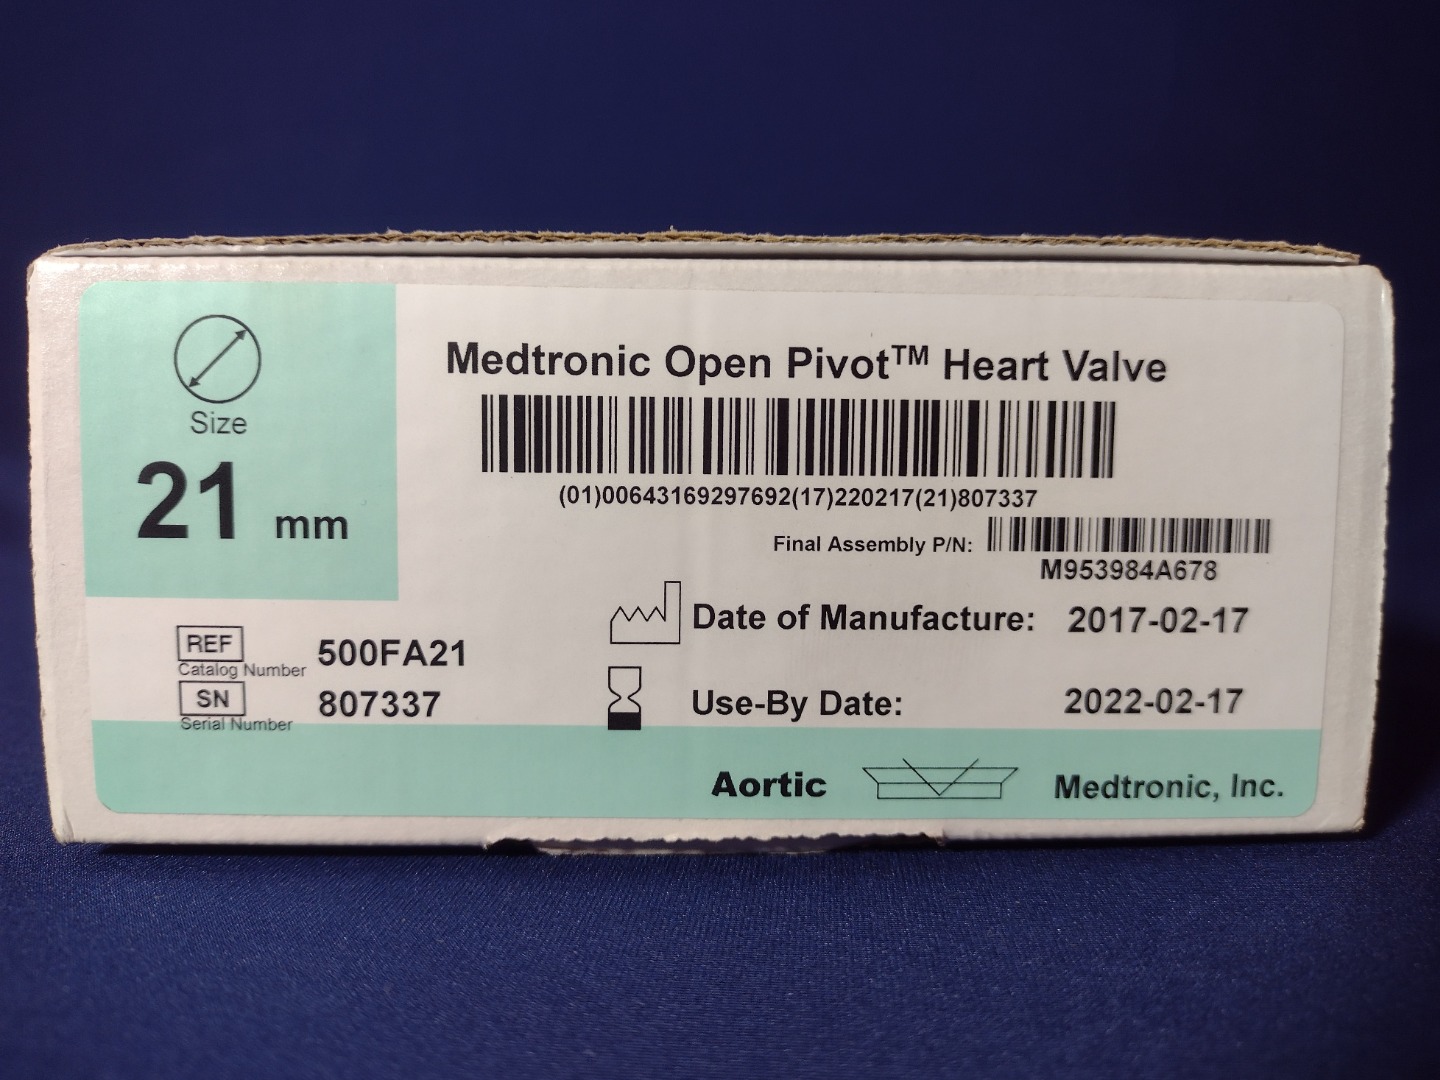 Size
21 mm
Medtronic Open Pivot™ Heart Valve
(01)00643169297692(17)220217(21)807337
Final Assembly P/N:
M953984A678
REF 500FA21
Catalog Number
SN 807337
Serial Number
Date of Manufacture: 2017-02-17
Use-By Date: 2022-02-17
Aortic Medtronic, Inc.